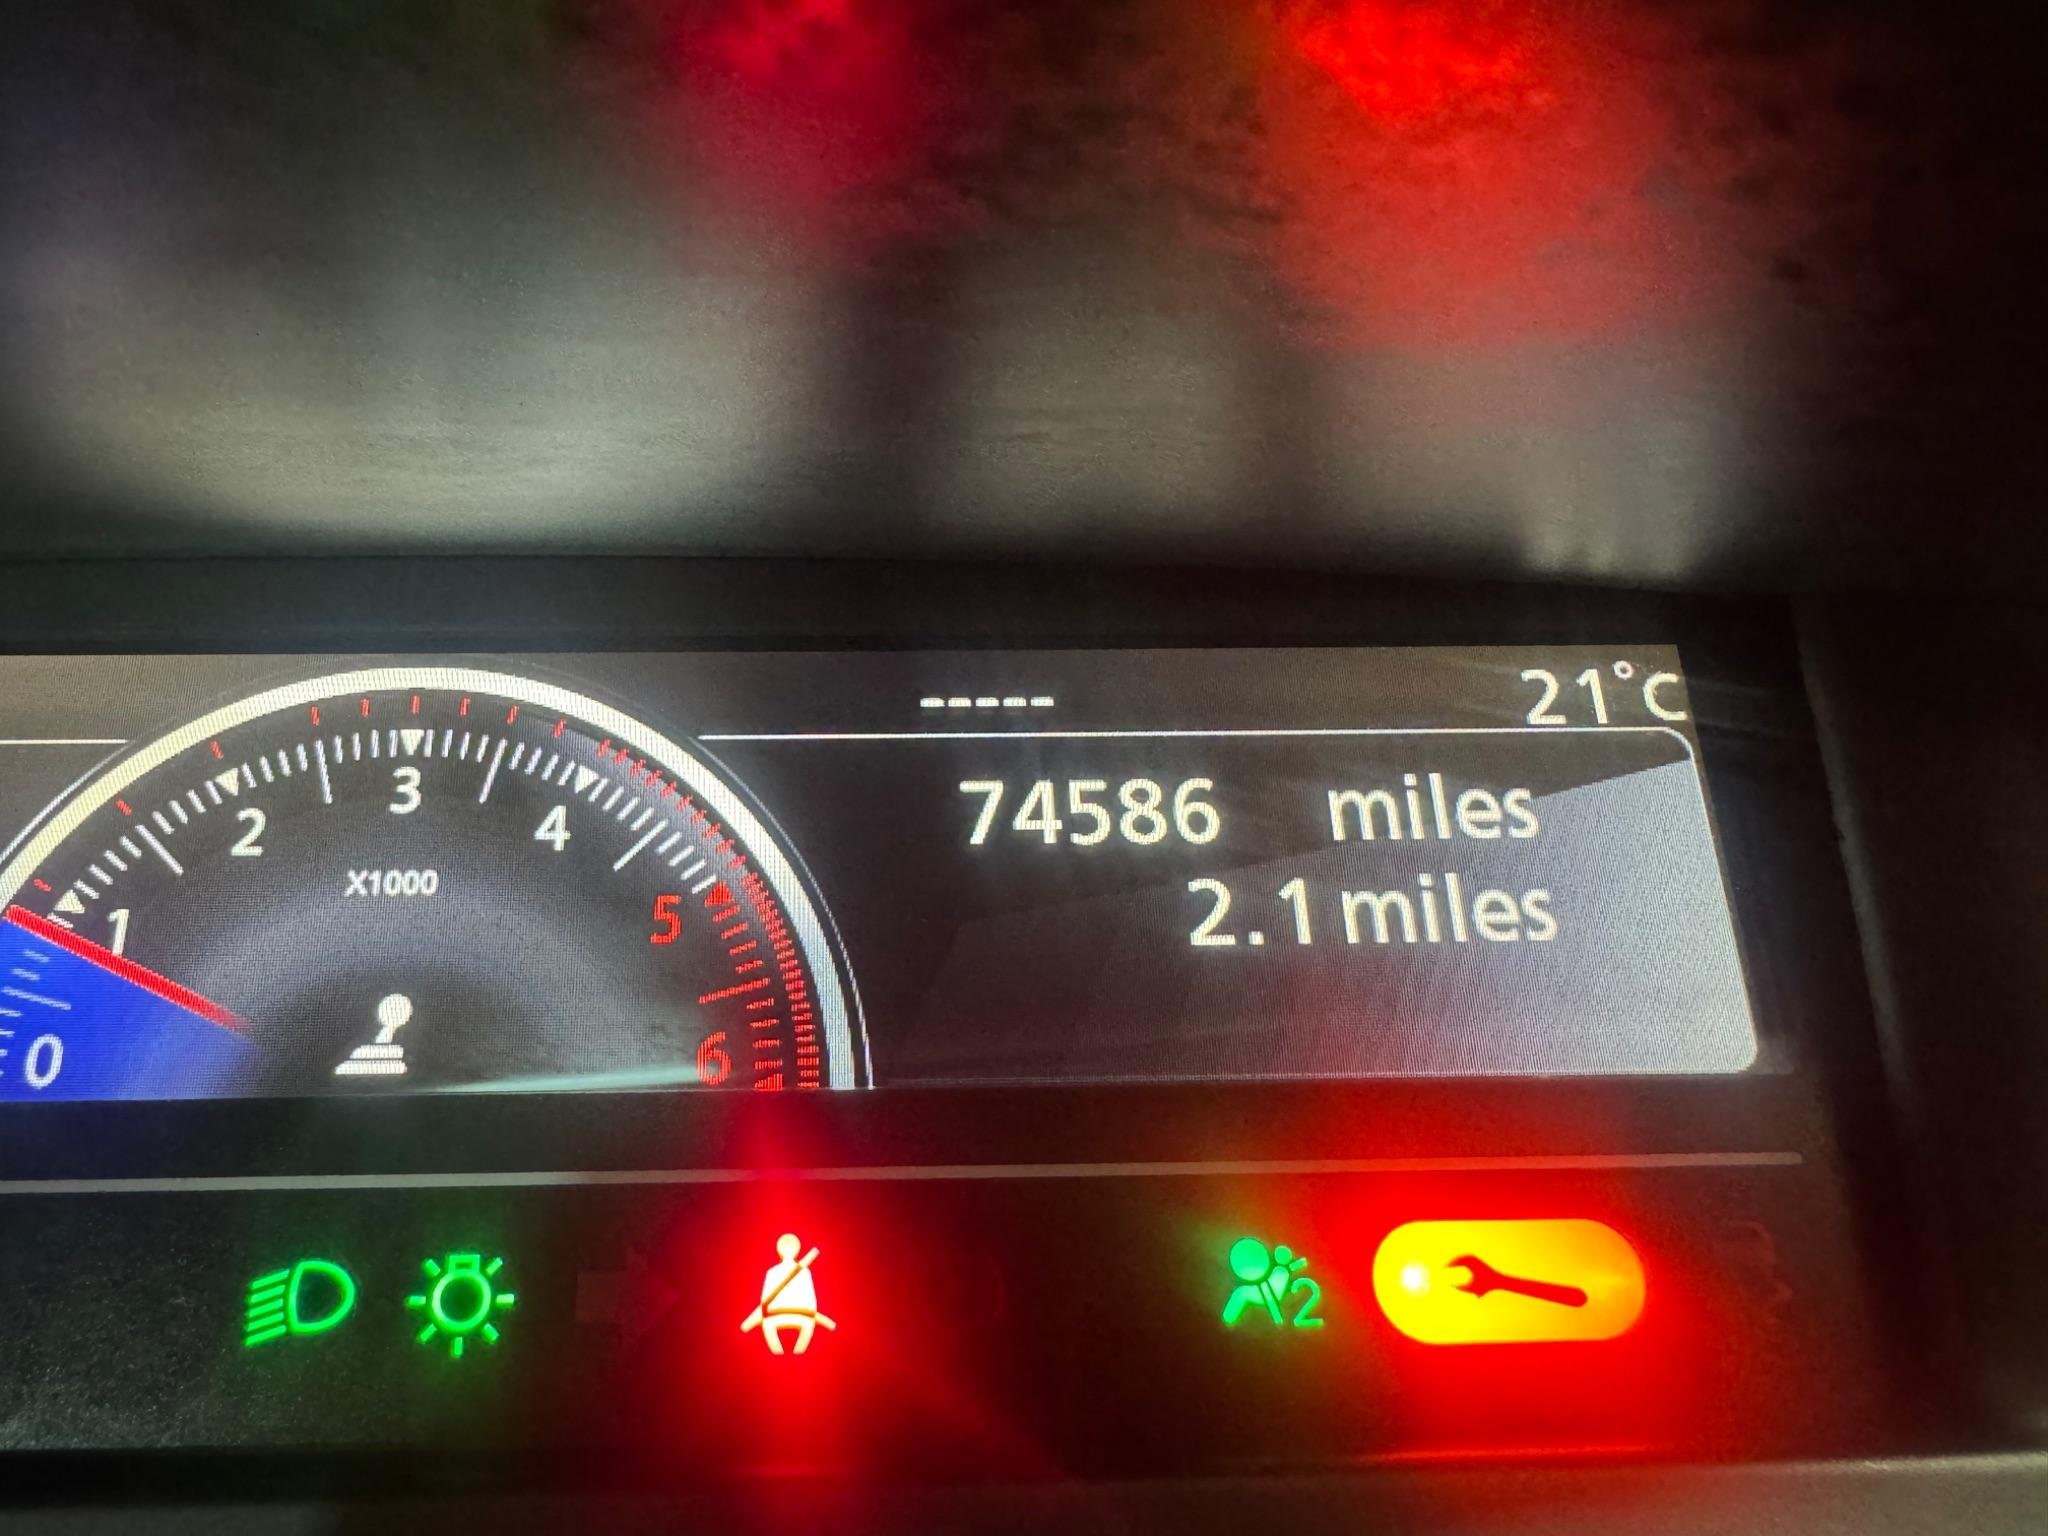 ----- 21°C
74586 miles
2.1 miles
0 1 2 3 4 5 6
X1000
2